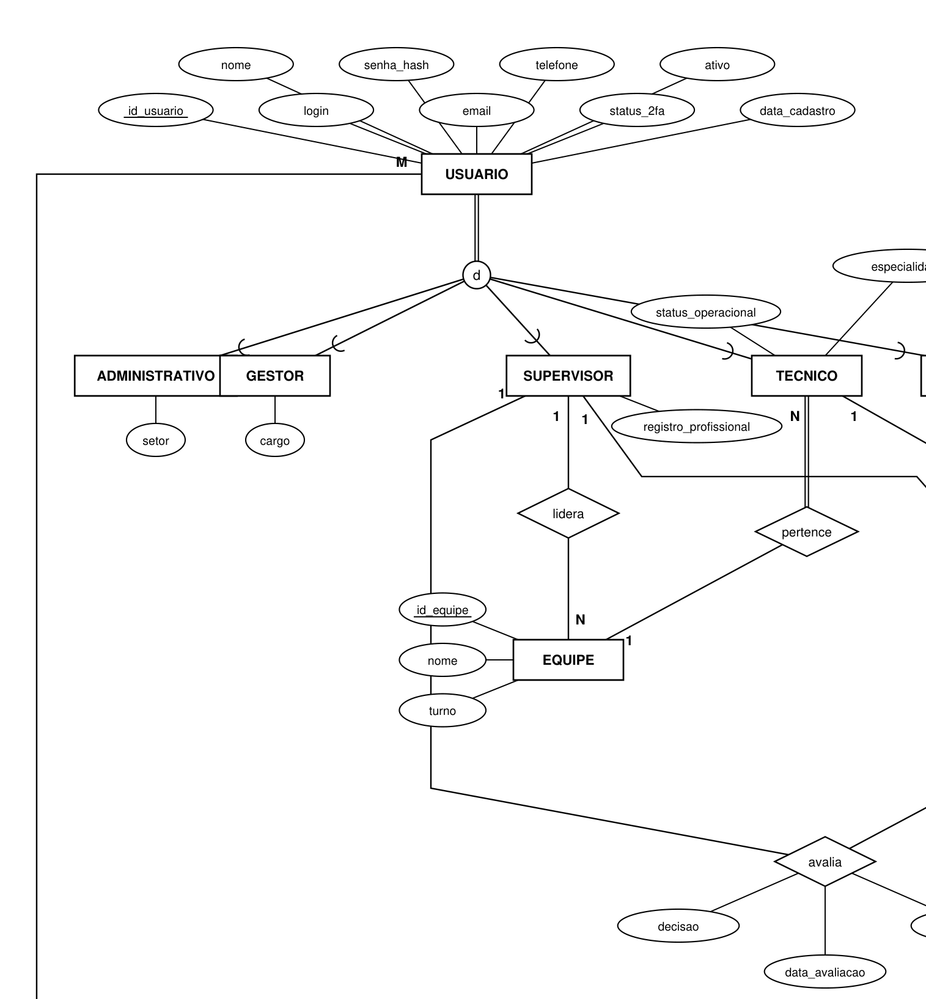 nome
senha_hash
telefone
ativo
id_usuario
login
email
status_2fa
data_cadastro
M
USUARIO
d
especialida
status_operacional
ADMINISTRATIVO
GESTOR
SUPERVISOR
TECNICO
1
1
1
N
1
registro_profissional
setor
cargo
lidera
pertence
id_equipe
N
1
nome
EQUIPE
turno
avalia
decisao
data_avaliacao